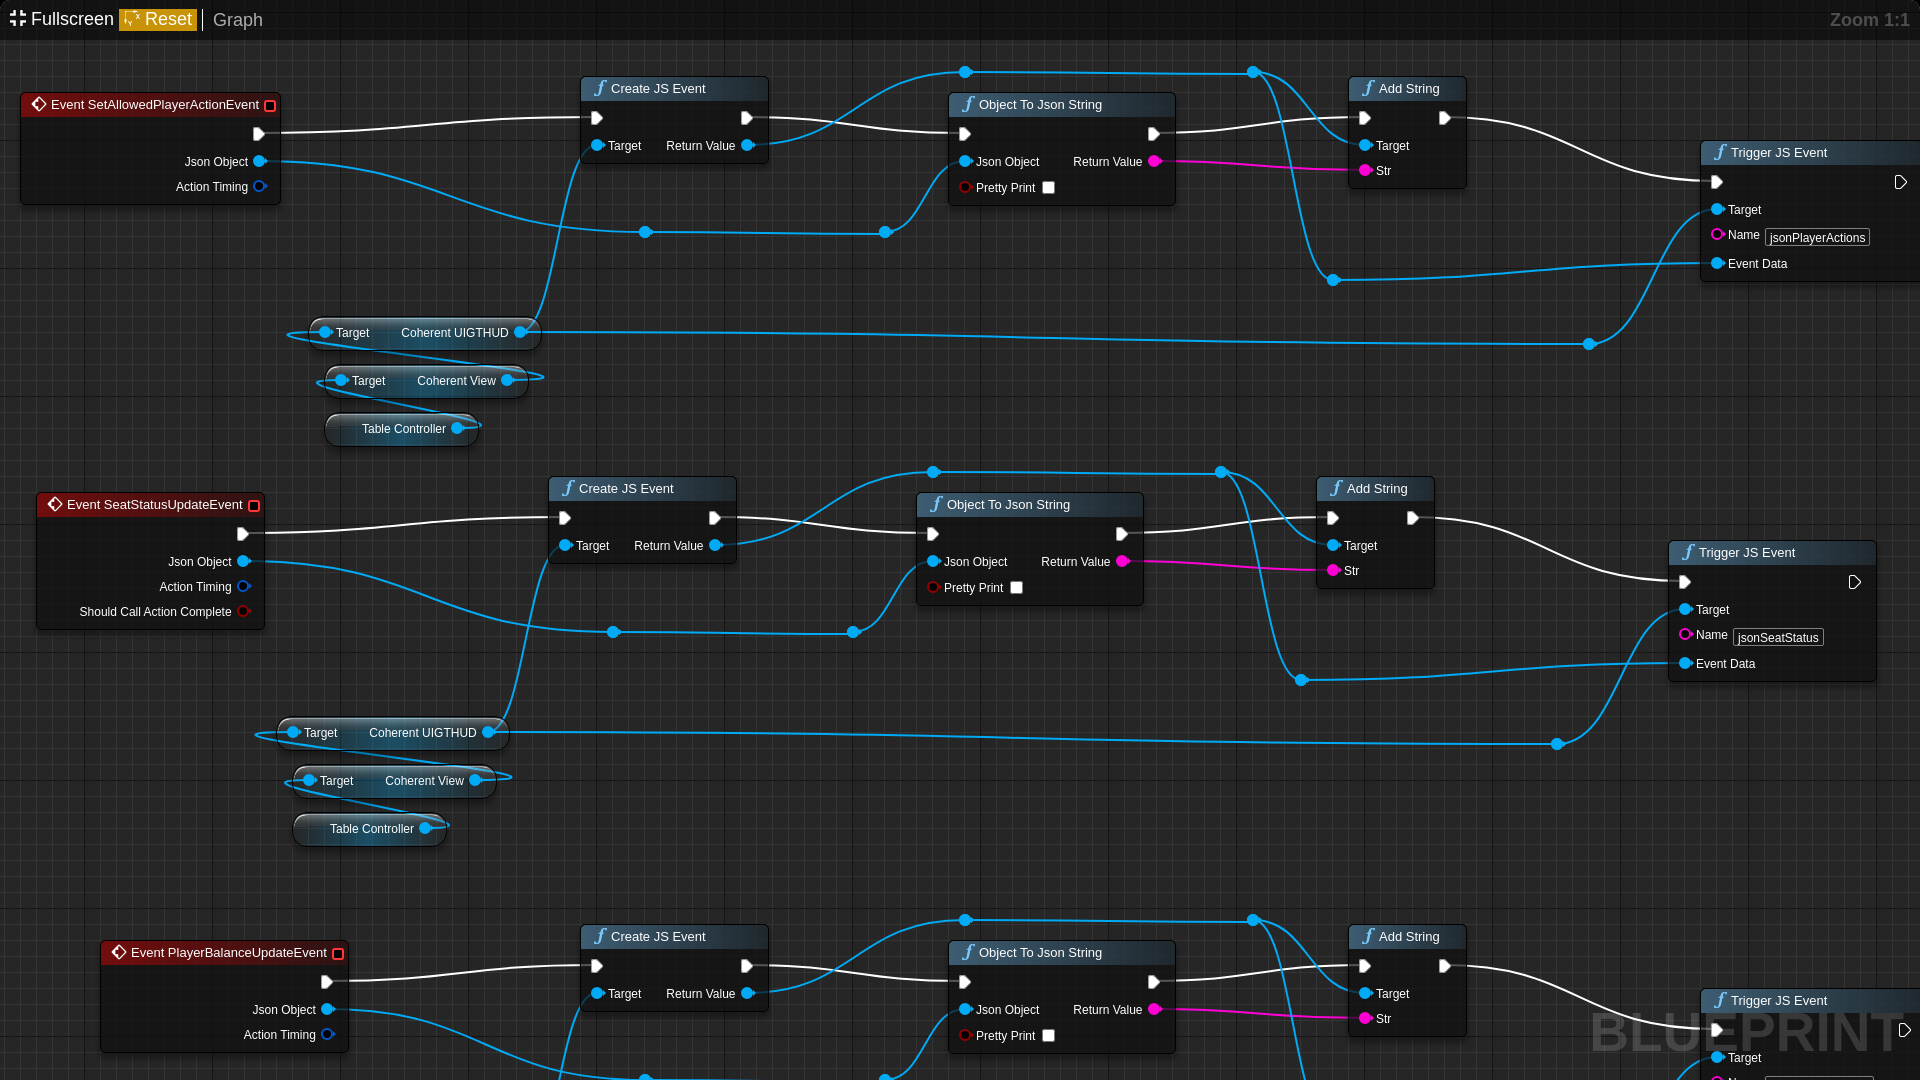 Fullscreen Reset Graph Zoom 1:1
Event SetAllowedPlayerActionEvent
Json Object
Action Timing
Create JS Event
Target Return Value
Object To Json String
Json Object Return Value
Pretty Print
Add String
Target
Str
Trigger JS Event
Target
Name jsonPlayerActions
Event Data
Target Coherent UIGTHUD
Target Coherent View
Table Controller
Event SeatStatusUpdateEvent
Json Object
Action Timing
Should Call Action Complete
Create JS Event
Target Return Value
Object To Json String
Json Object Return Value
Pretty Print
Add String
Target
Str
Trigger JS Event
Target
Name jsonSeatStatus
Event Data
Target Coherent UIGTHUD
Target Coherent View
Table Controller
Event PlayerBalanceUpdateEvent
Json Object
Action Timing
Create JS Event
Target Return Value
Object To Json String
Json Object Return Value
Pretty Print
Add String
Target
Str
Trigger JS Event
Target
BLUEPRINT